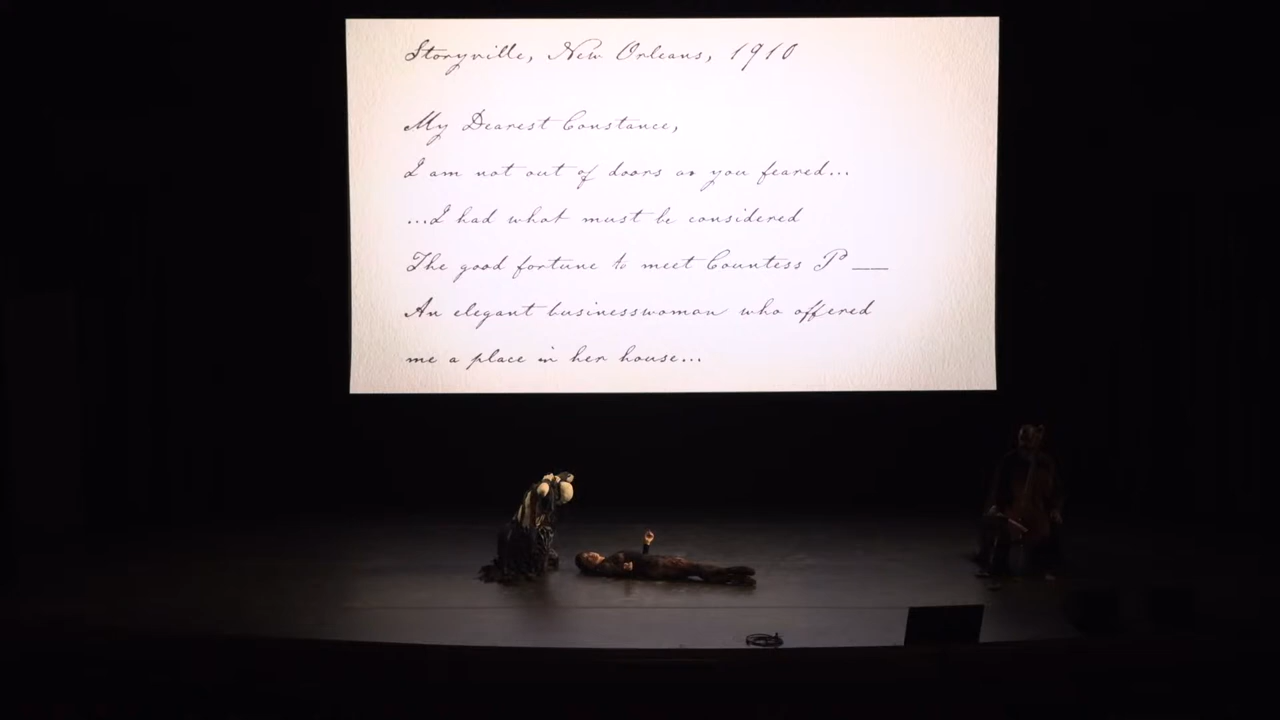 Storyville, New Orleans, 1910
My Dearest Constance,
I am not out of doors as you feared...
...I had what must be considered
The good fortune to meet Countess P __
An elegant businesswoman who offered
me a place in her house...